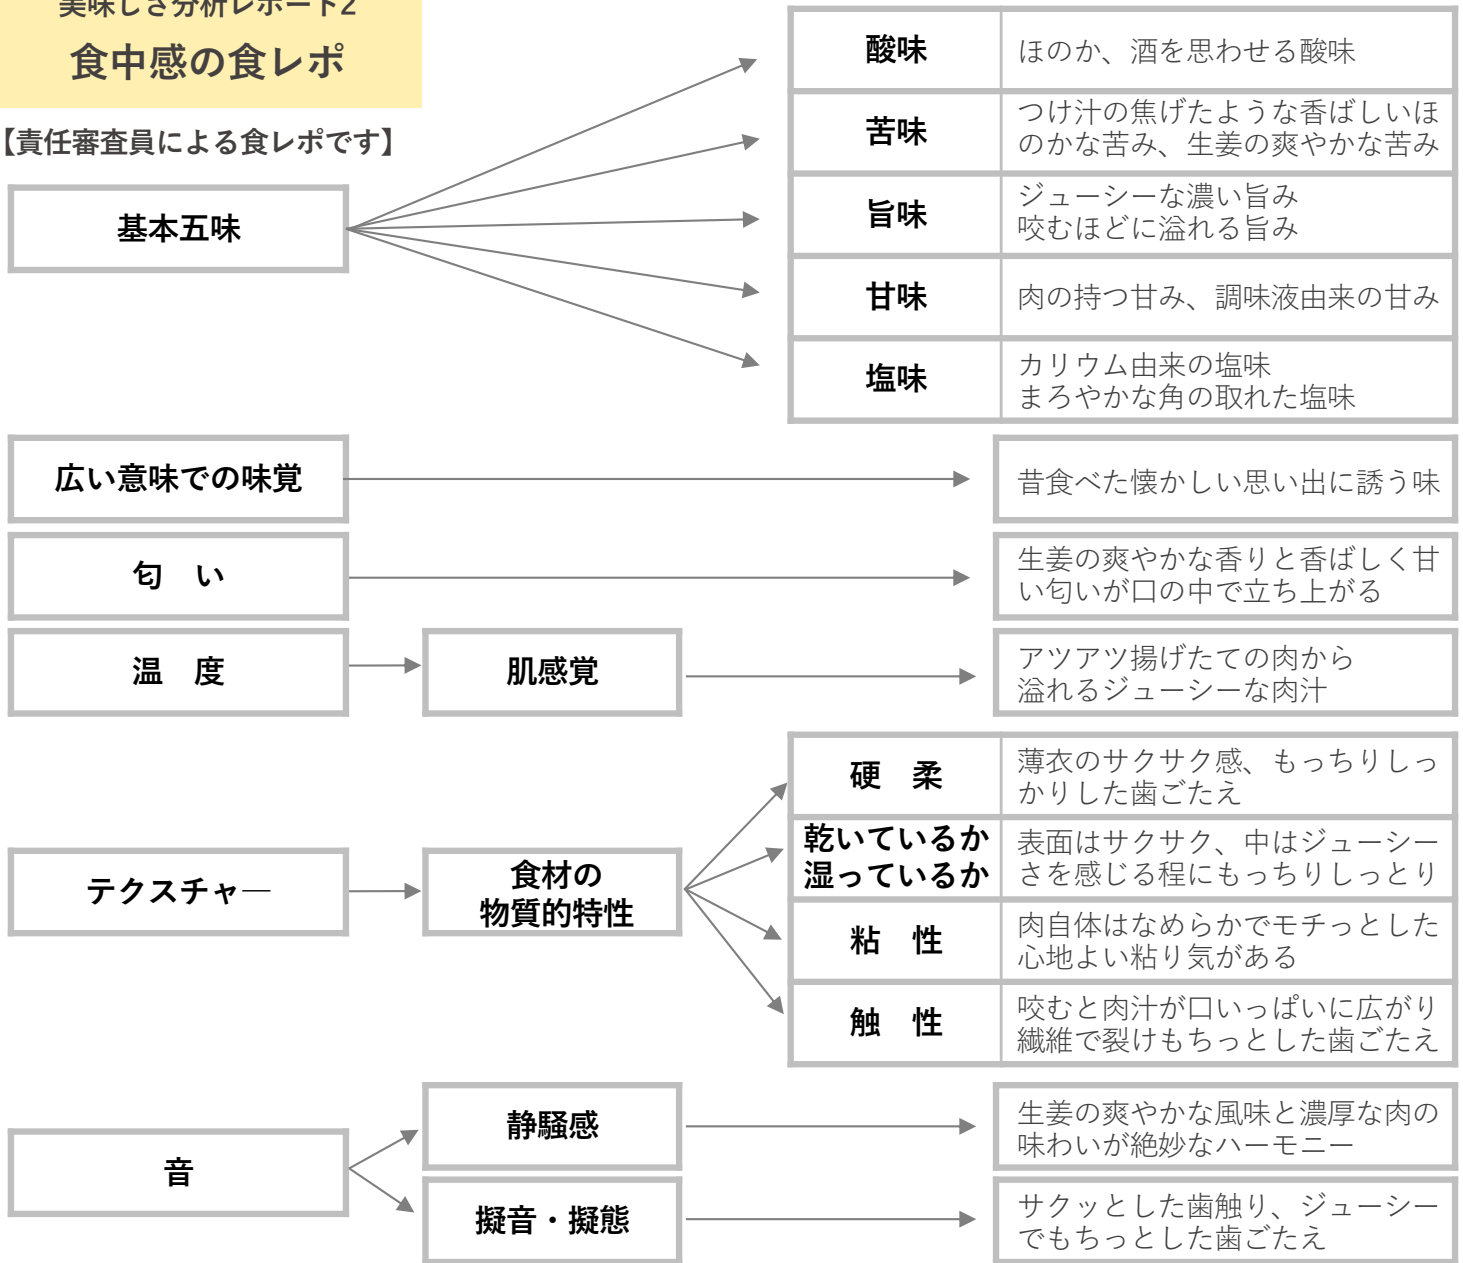 美味しさ分析レポート2
食中感の食レポ
【責任審査員による食レポです】
基本五味
酸味
ほのか、酒を思わせる酸味
苦味
つけ汁の焦げたような香ばしいほ
のかな苦み、生姜の爽やかな苦み
旨味
ジューシーな濃い旨み
咬むほどに溢れる旨み
甘味
肉の持つ甘み、調味液由来の甘み
塩味
カリウム由来の塩味
まろやかな角の取れた塩味
広い意味での味覚
昔食べた懐かしい思い出に誘う味
匂　い
生姜の爽やかな香りと香ばしく甘
い匂いが口の中で立ち上がる
温　度
肌感覚
アツアツ揚げたての肉から
溢れるジューシーな肉汁
テクスチャ―
食材の
物質的特性
硬　柔
薄衣のサクサク感、もっちりしっ
かりした歯ごたえ
乾いているか
湿っているか
表面はサクサク、中はジューシー
さを感じる程にもっちりしっとり
粘　性
肉自体はなめらかでモチっとした
心地よい粘り気がある
触　性
咬むと肉汁が口いっぱいに広がり
繊維で裂けもちっとした歯ごたえ
音
静騒感
生姜の爽やかな風味と濃厚な肉の
味わいが絶妙なハーモニー
擬音・擬態
サクッとした歯触り、ジューシー
でもちっとした歯ごたえ